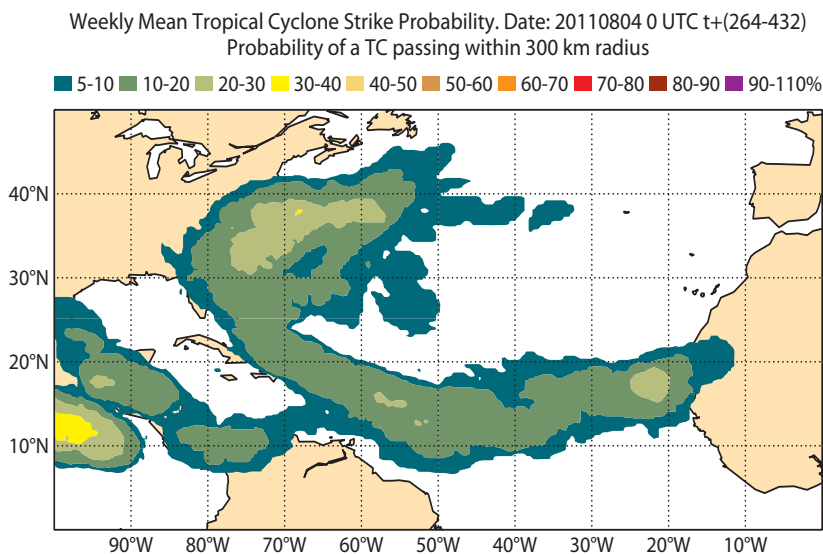 Weekly Mean Tropical Cyclone Strike Probability. Date: 20110804 0 UTC t+(264-432)
Probability of a TC passing within 300 km radius
5-10 10-20 20-30 30-40 40-50 50-60 60-70 70-80 80-90 90-110%
40°N
30°N
20°N
10°N
90°W 80°W 70°W 60°W 50°W 40°W 30°W 20°W 10°W